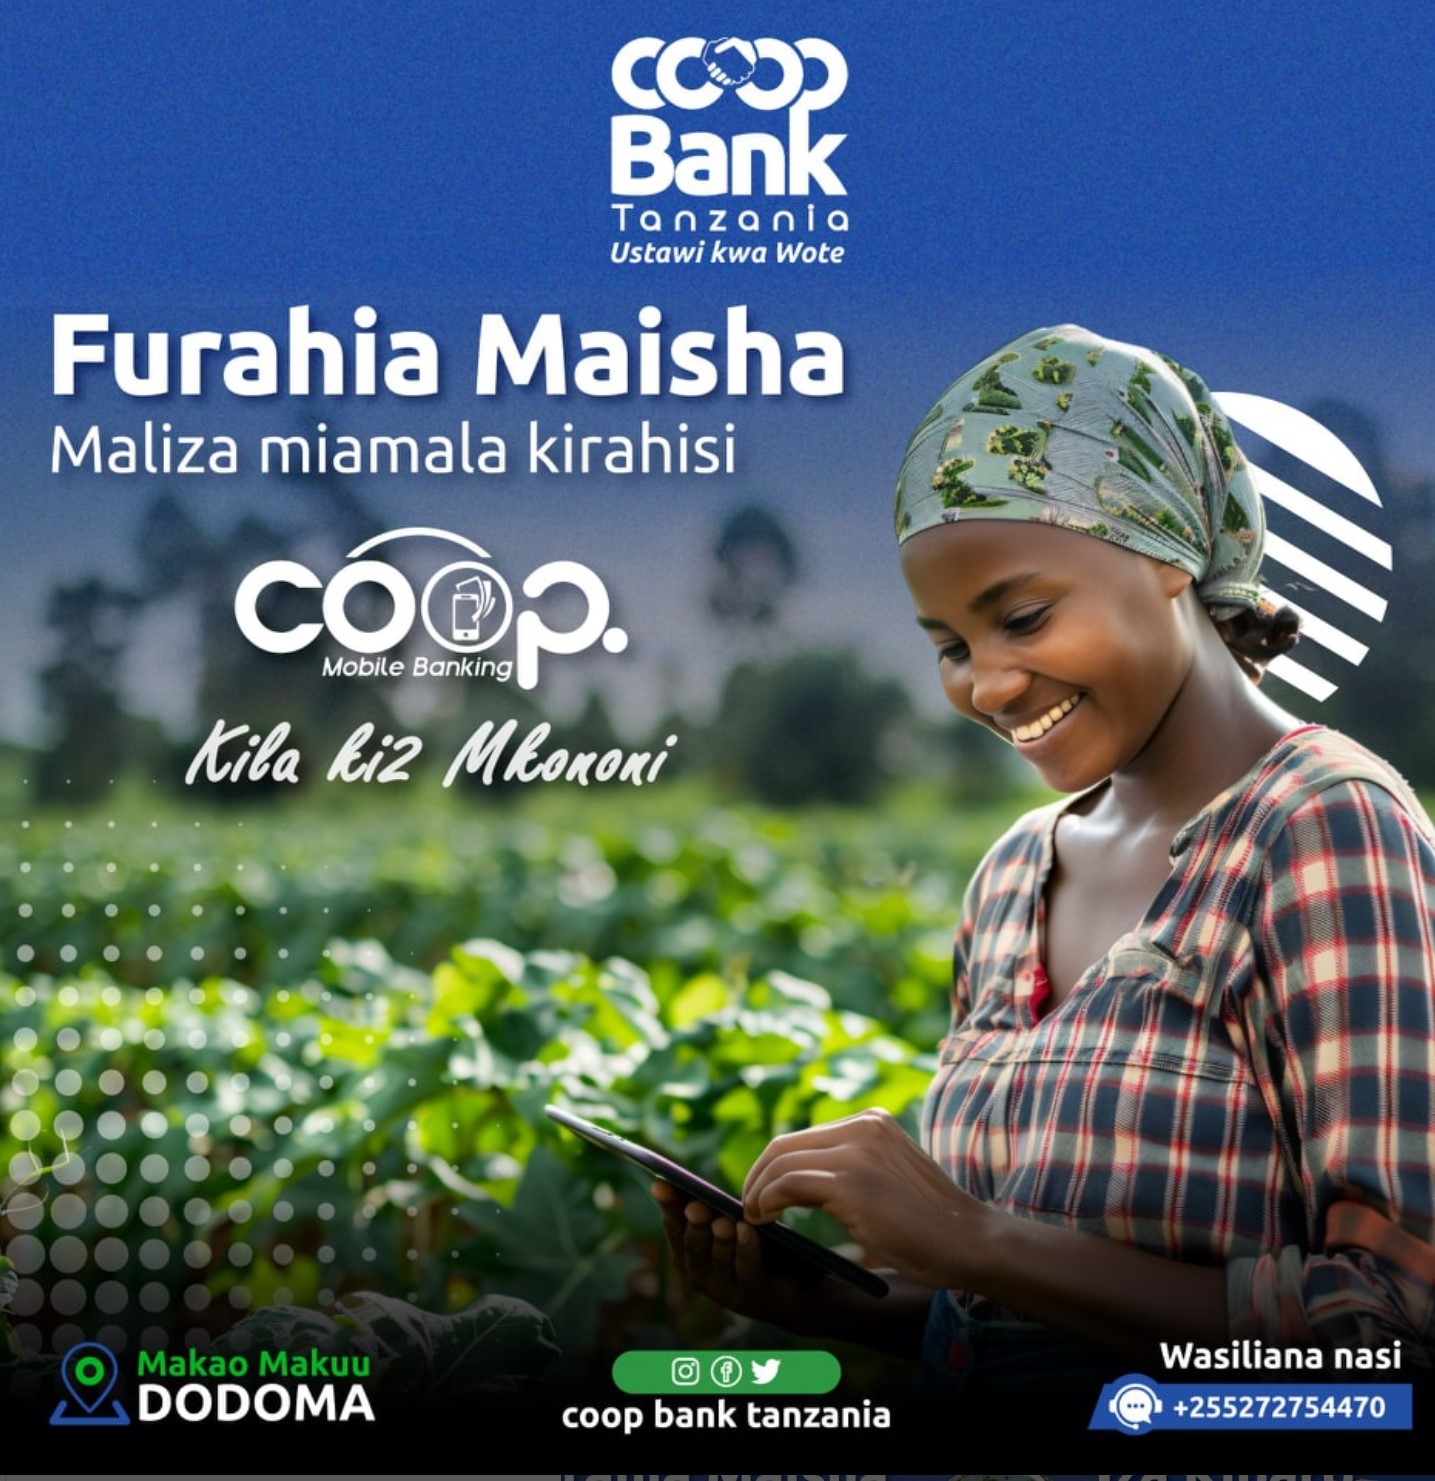 coop
Bank
Tanzania
Ustawi kwa Wote
Furahia Maisha
Maliza miamala kirahisi
coop.
Mobile Banking
Kila ki2 Mkononi
Makao Makuu
DODOMA
coop bank tanzania
Wasiliana nasi
+255272754470